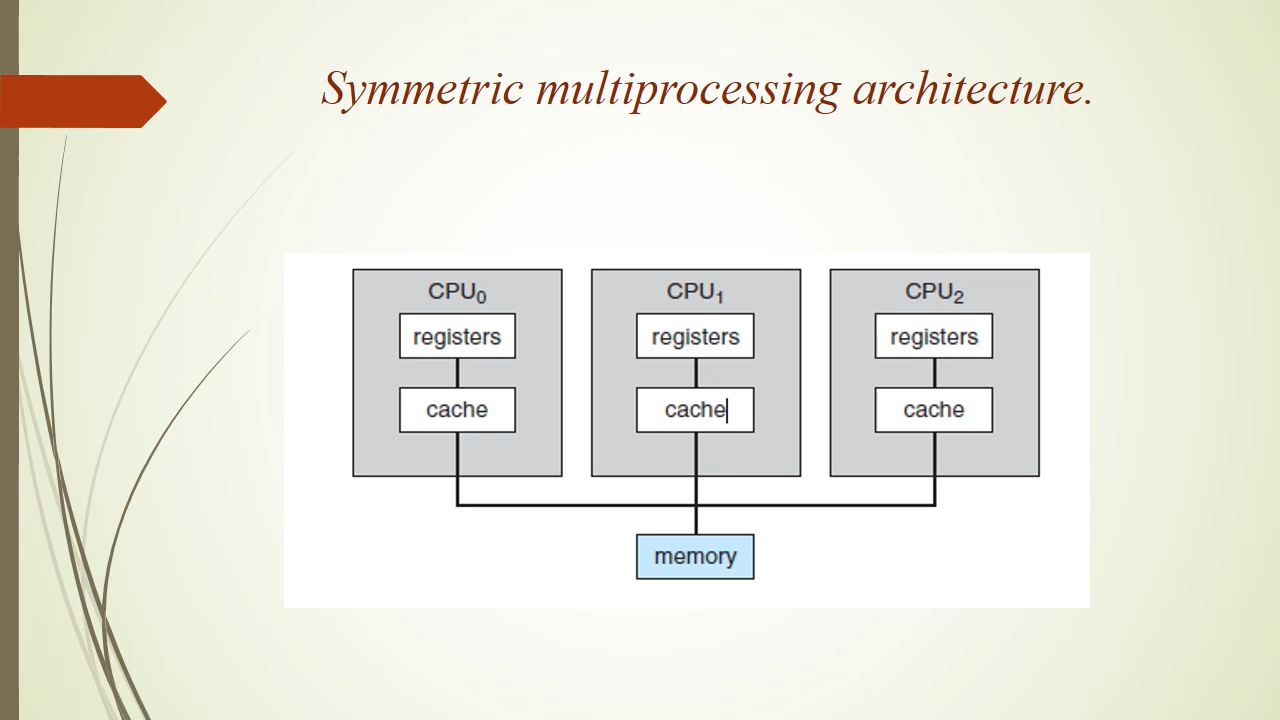 Symmetric multiprocessing architecture.
CPU₀ CPU₁ CPU₂
registers registers registers
cache cache cache
memory